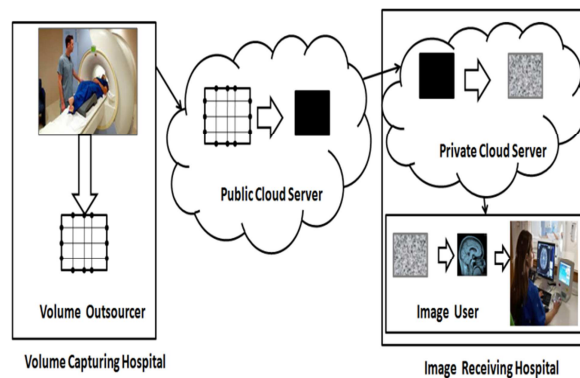 Public Cloud Server
Private Cloud Server
Volume Outsourcer
Image User
Volume Capturing Hospital
Image Receiving Hospital